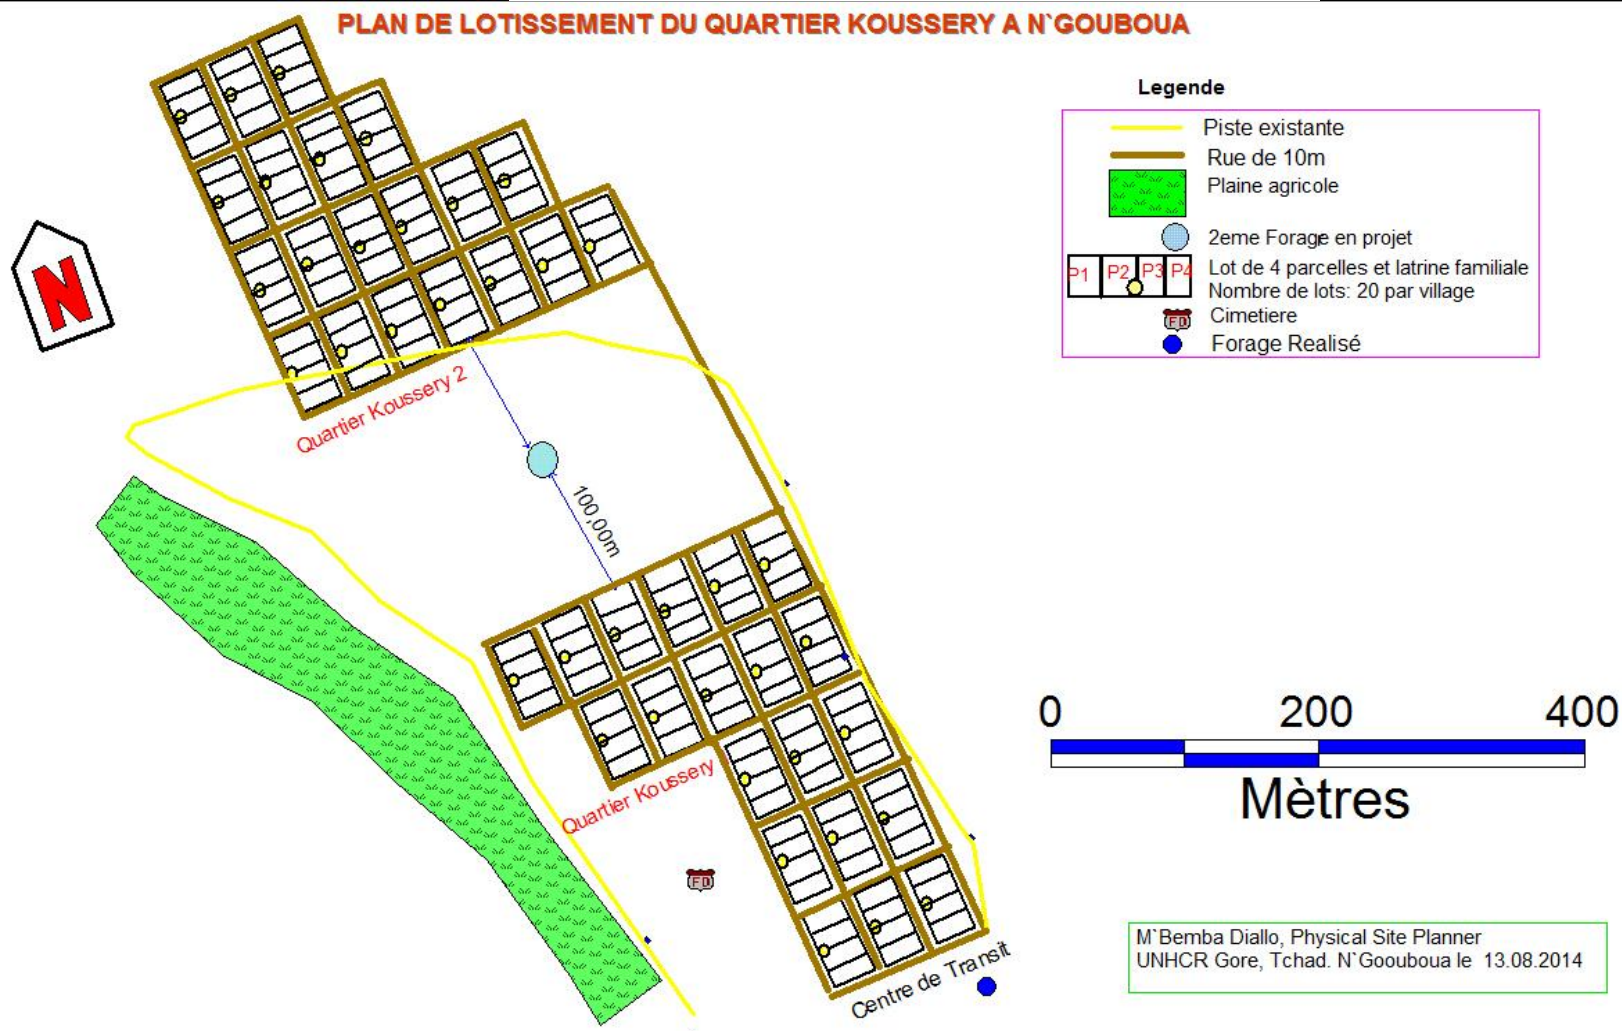 PLAN DE LOTISSEMENT DU QUARTIER KOUSSERY A N`GOUBOUA
Legende
Piste existante
Rue de 10m
Plaine agricole
2eme Forage en projet
P1 P2 P3 P4
Lot de 4 parcelles et latrine familiale
Nombre de lots: 20 par village
FD
Cimetiere
Forage Realisé
N
Quartier Koussery 2
100,00m
Quartier Koussery
FD
Centre de Transit
0 200 400
Mètres
M`Bemba Diallo, Physical Site Planner
UNHCR Gore, Tchad. N`Goouboua le 13.08.2014